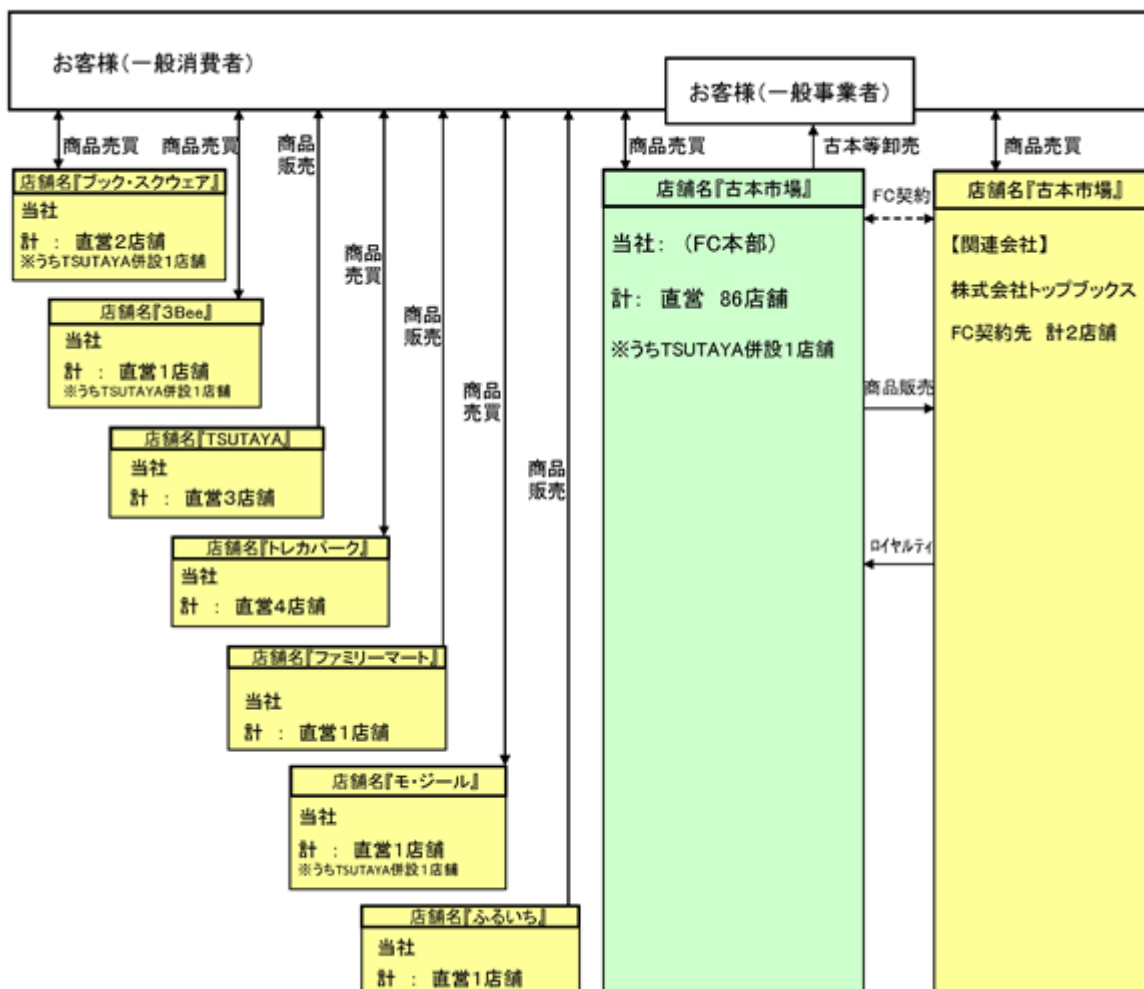 お客様(一般消費者)
お客様(一般事業者)
商品売買
商品売買
商品
販売
商品売買
古本等卸売
商品売買
店舗名『ブック・スクウェア』
当社
計 : 直営2店舗
※うちTSUTAYA併設1店舗
店舗名『3Bee』
当社
計 : 直営1店舗
※うちTSUTAYA併設1店舗
店舗名『TSUTAYA』
当社
計 : 直営3店舗
商品
売買
店舗名『トレカパーク』
当社
計 : 直営4店舗
商品
販売
店舗名『ファミリーマート』
当社
計 : 直営1店舗
商品
売買
店舗名『モ・ジール』
当社
計 : 直営1店舗
※うちTSUTAYA併設1店舗
商品
販売
店舗名『ふるいち』
当社
計 : 直営1店舗
店舗名『古本市場』
当社: (FC本部)
計: 直営 86店舗
※うちTSUTAYA併設1店舗
FC契約
商品販売
ロイヤルティ
店舗名『古本市場』
【関連会社】
株式会社トップブックス
FC契約先 計2店舗